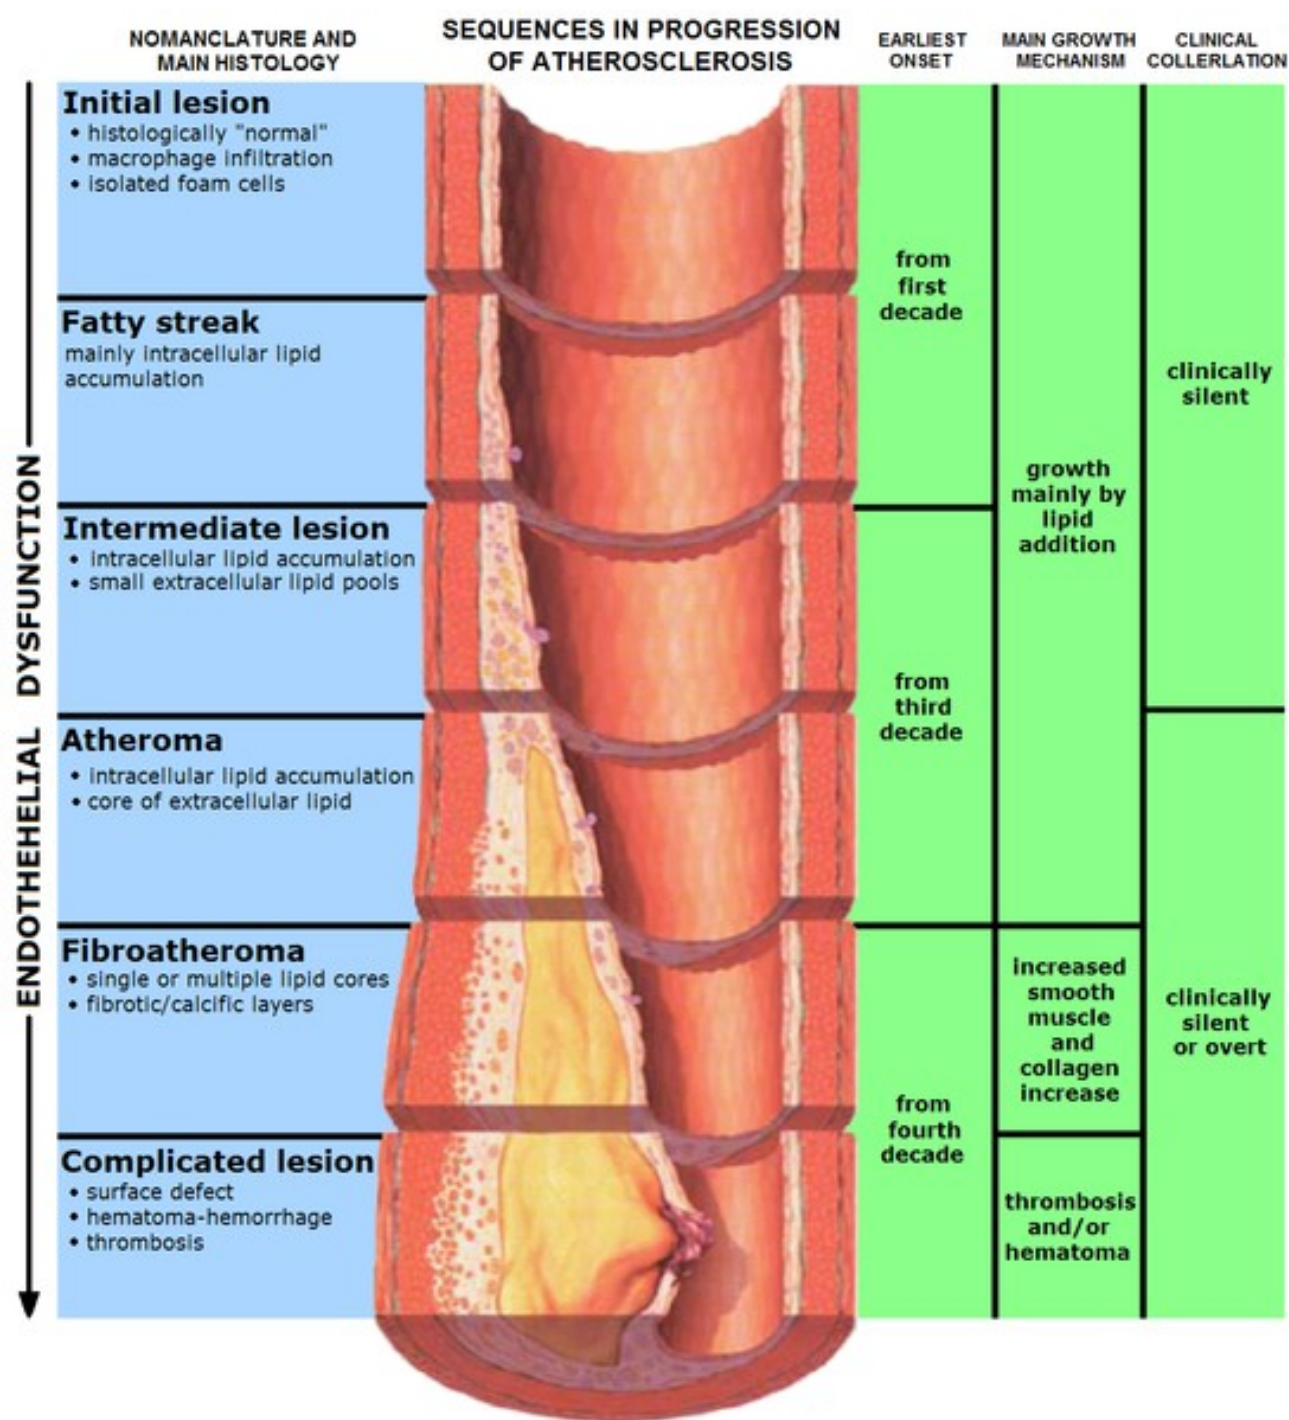 SEQUENCES IN PROGRESSION
OF ATHEROSCLEROSIS
NOMANCLATURE AND
MAIN HISTOLOGY
EARLIEST
ONSET
MAIN GROWTH
MECHANISM
CLINICAL
COLLERLATION
ENDOTHEHELIAL DYSFUNCTION
Initial lesion
• histologically "normal"
• macrophage infiltration
• isolated foam cells
Fatty streak
mainly intracellular lipid
accumulation
Intermediate lesion
• intracellular lipid accumulation
• small extracellular lipid pools
Atheroma
• intracellular lipid accumulation
• core of extracellular lipid
Fibroatheroma
• single or multiple lipid cores
• fibrotic/calcific layers
Complicated lesion
• surface defect
• hematoma-hemorrhage
• thrombosis
from
first
decade
from
third
decade
from
fourth
decade
growth
mainly by
lipid
addition
increased
smooth
muscle
and
collagen
increase
thrombosis
and/or
hematoma
clinically
silent
clinically
silent
or overt